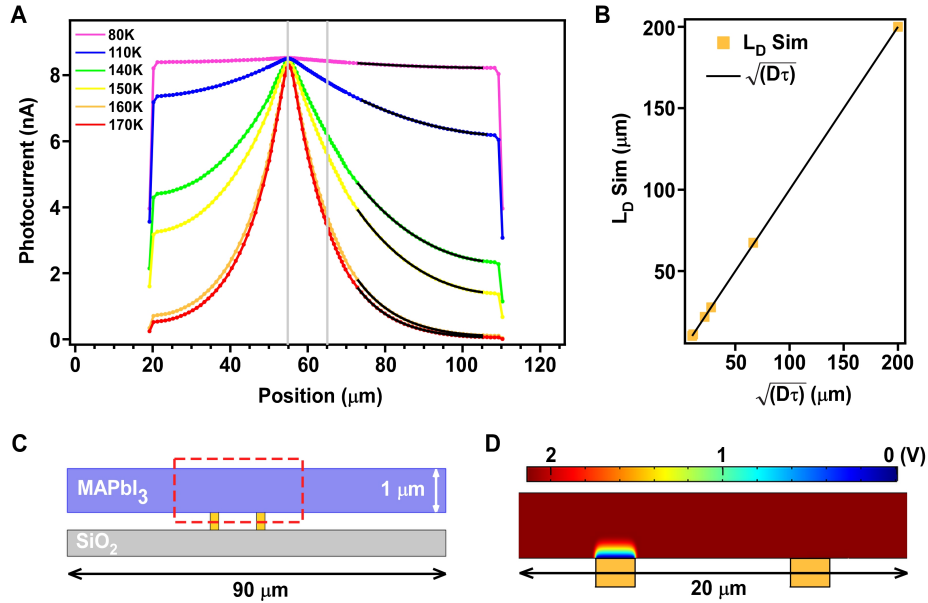 A
80K
110K
140K
150K
160K
170K
Photocurrent (nA)
8
6
4
2
0
0 20 40 60 80 100 120
Position (μm)
B
L_D Sim
√(Dτ)
L_D Sim (μm)
200
150
100
50
50 100 150 200
√(Dτ) (μm)
C
MAPbI₃
1 μm
SiO₂
90 μm
D
2 1 0 (V)
20 μm